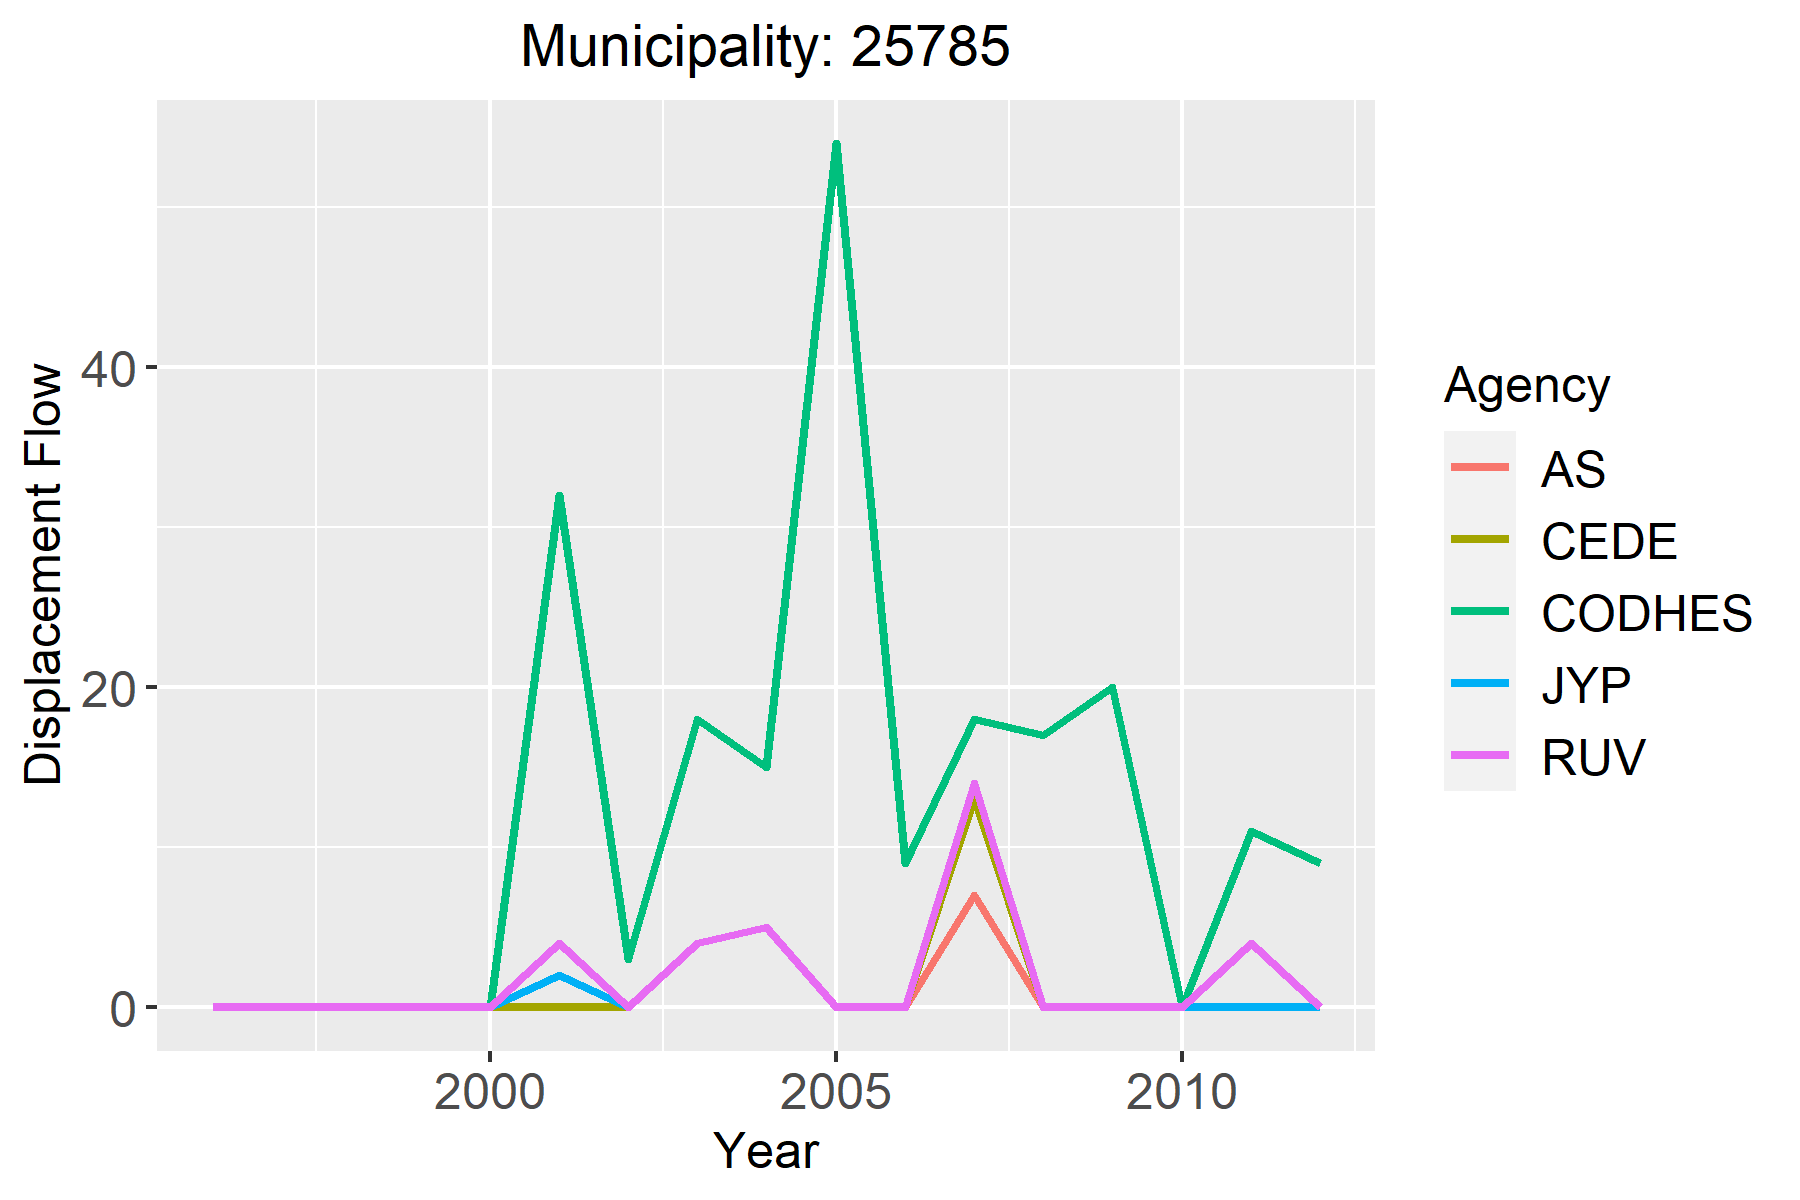 Municipality: 25785
Displacement Flow
40
20
0
2000 2005 2010
Year
Agency
AS
CEDE
CODHES
JYP
RUV